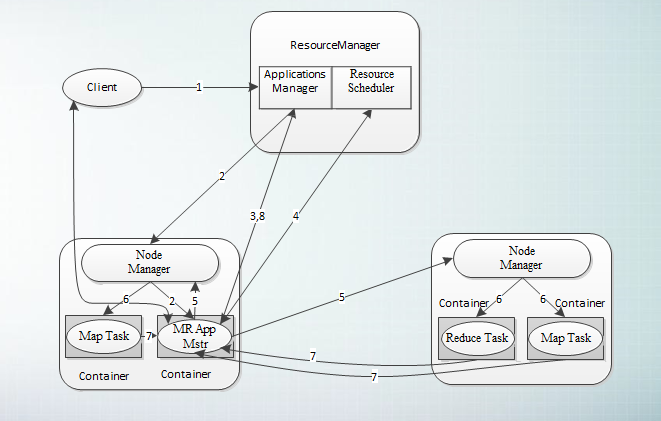 ResourceManager
Applications
Manager
Resource
Scheduler
Client
1
2
3,8
4
Node
Manager
6
2
5
Map Task
7
MR App
Mstr
Container
Container
5
Node
Manager
Container
6
6
Container
Reduce Task
Map Task
7
7